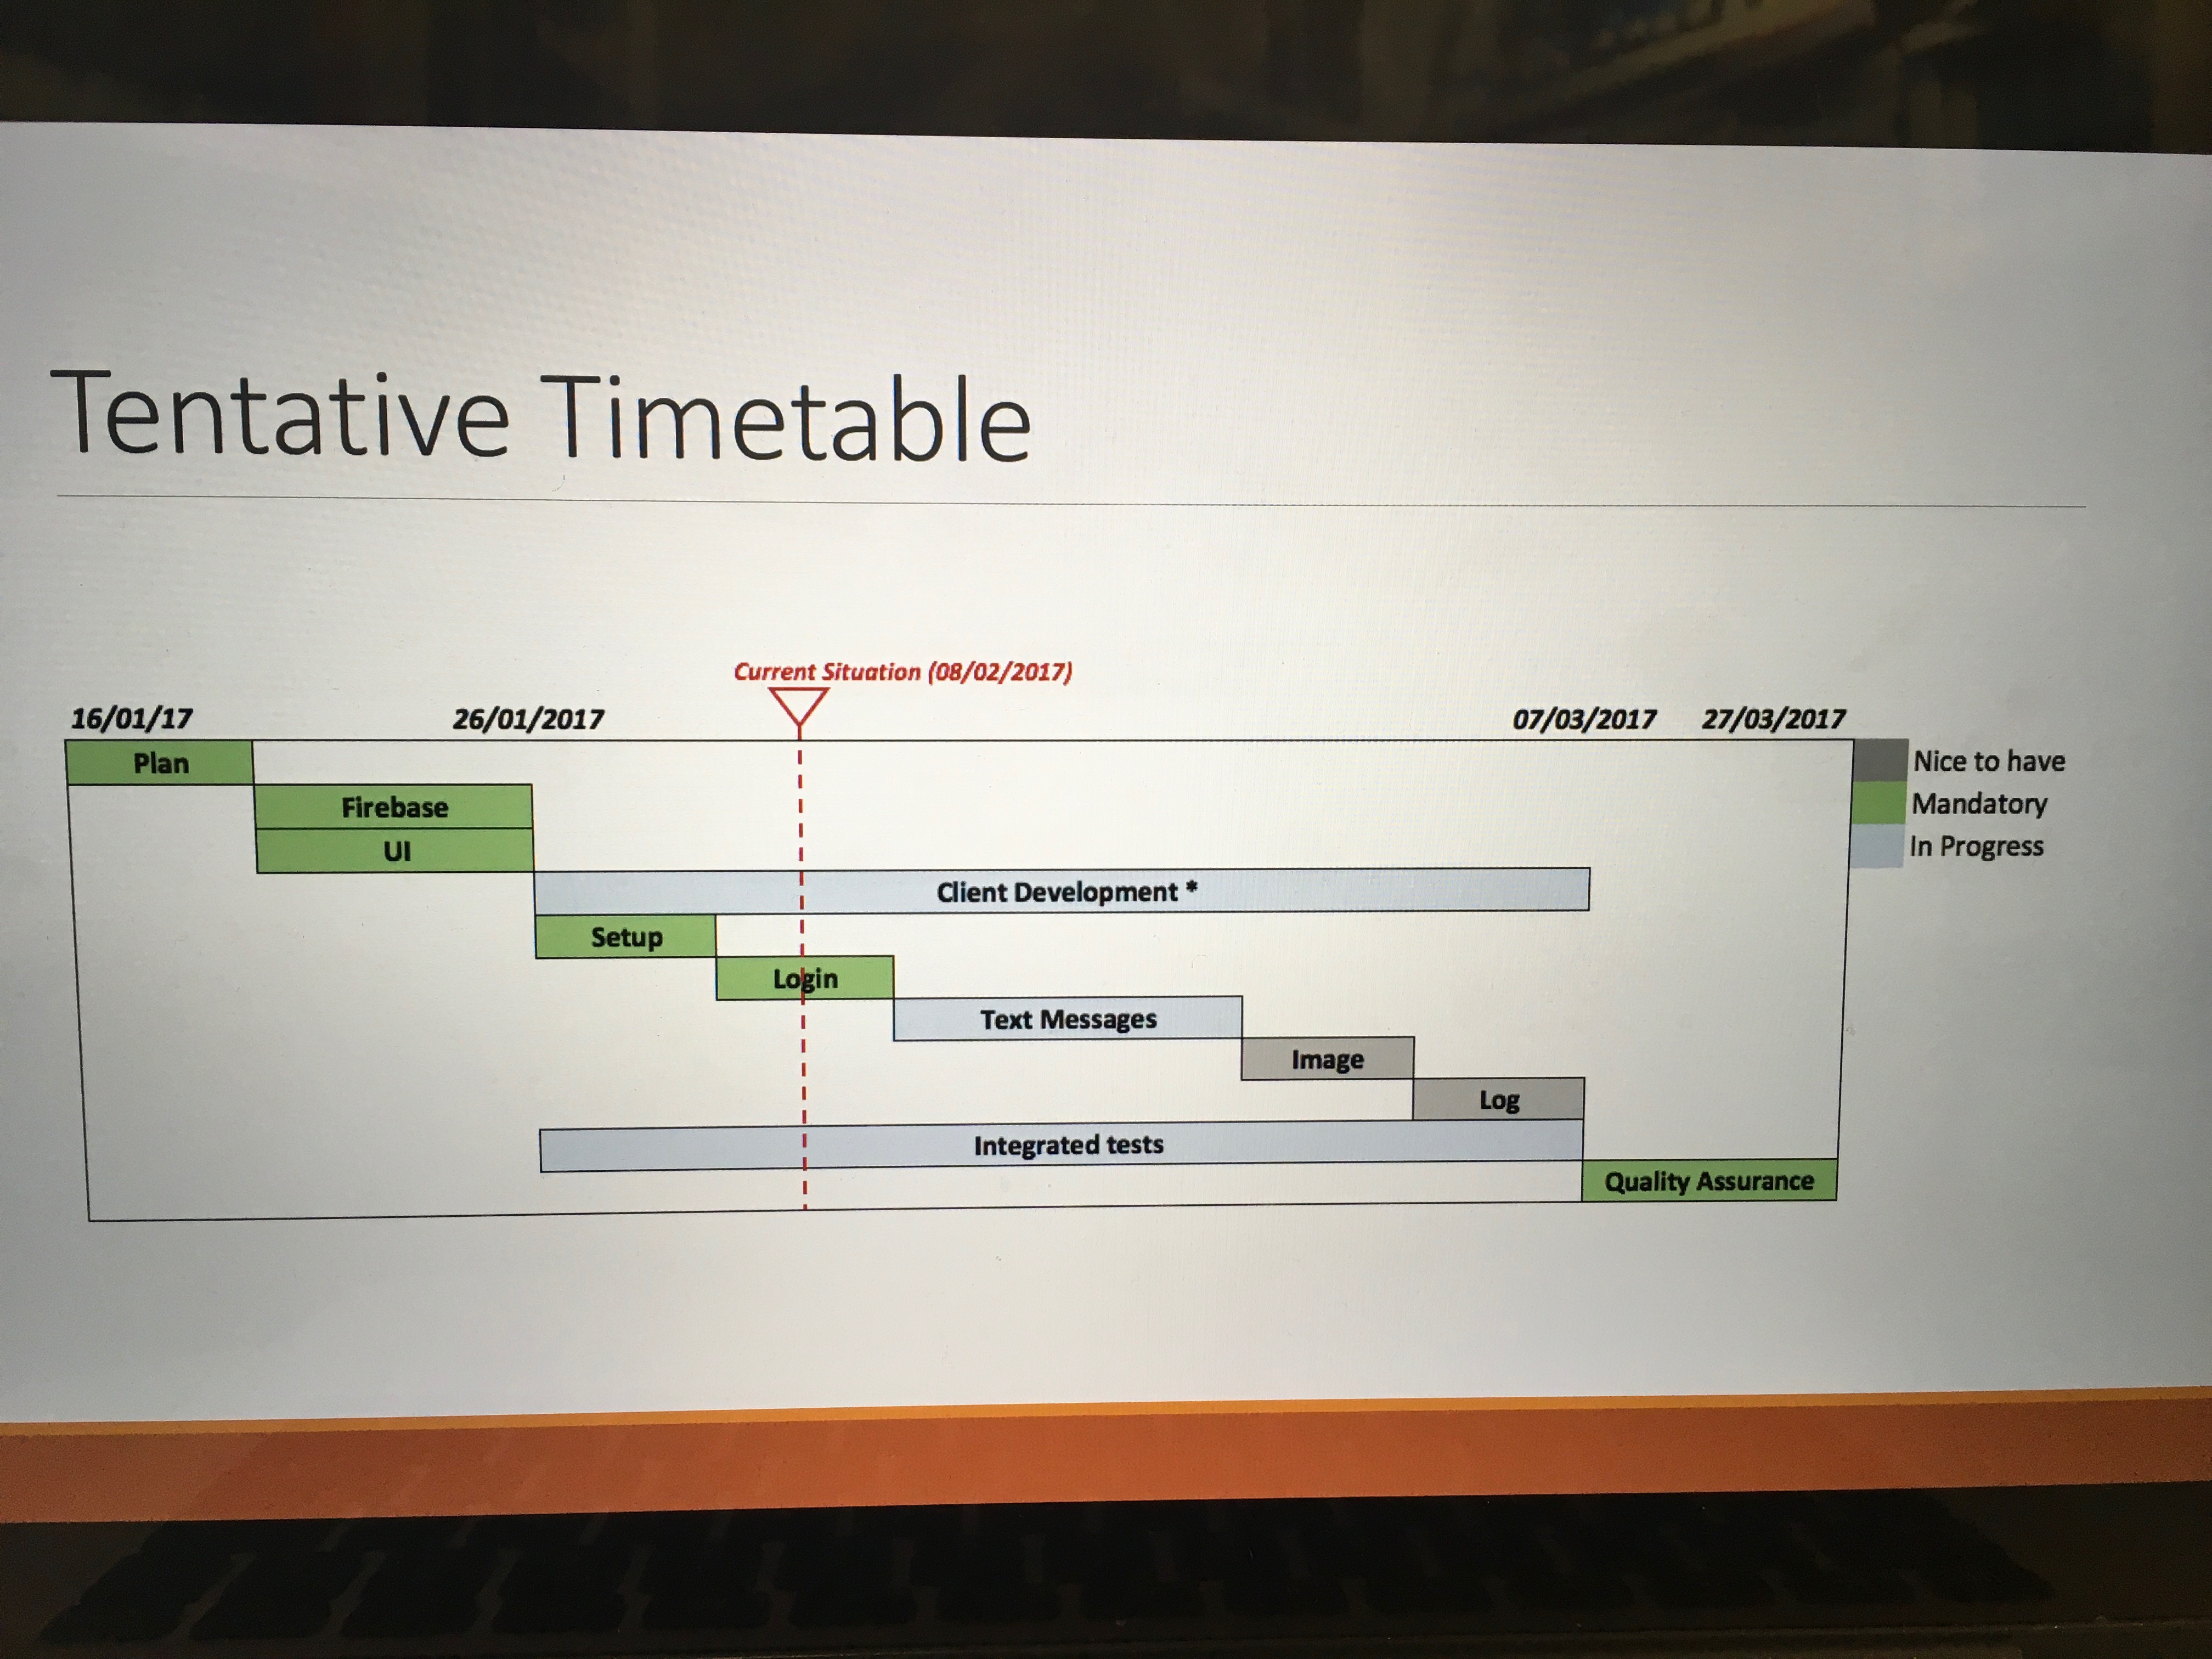 Tentative Timetable
Current Situation (08/02/2017)
16/01/17 26/01/2017 07/03/2017 27/03/2017
Plan
Nice to have
Firebase
Mandatory
UI
In Progress
Client Development *
Setup
Login
Text Messages
Image
Log
Integrated tests
Quality Assurance